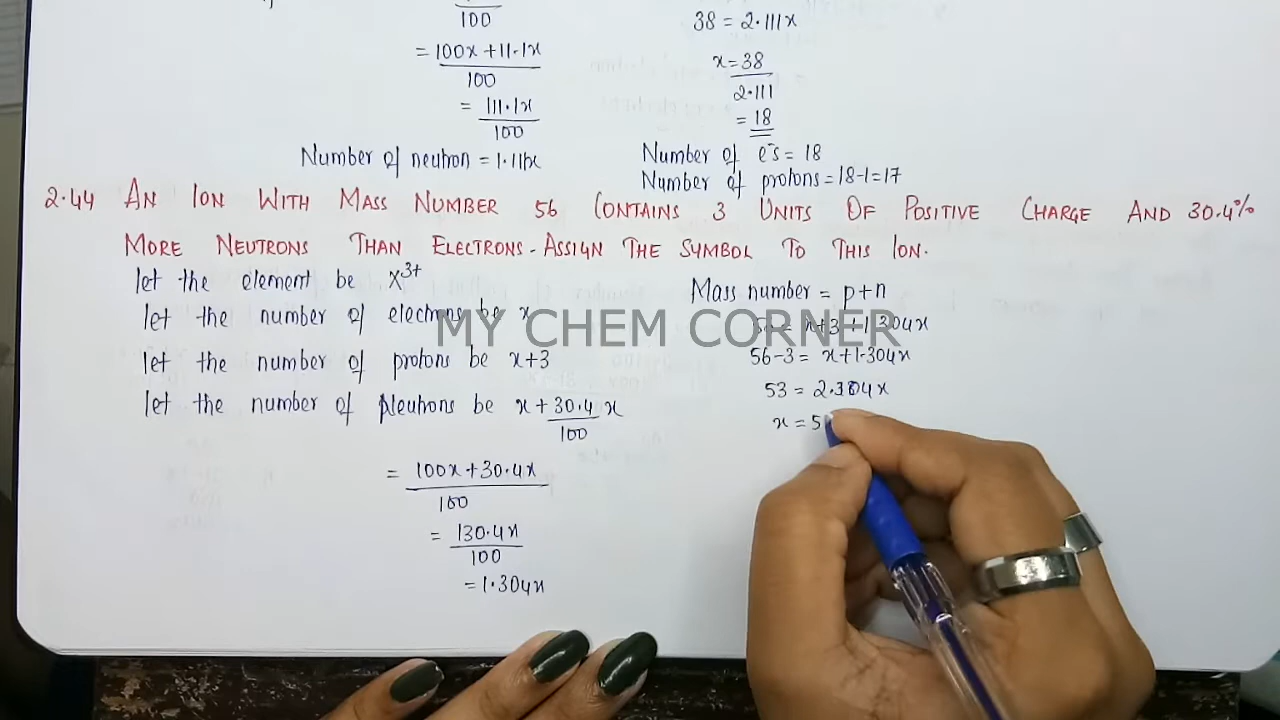 100
= 100x + 11.1x
100
= 111.1x
100
Number of neutron = 1.111x
38 = 2.111x
x = 38
2.111
= 18
Number of e⁻s = 18
Number of protons = 18-1 = 17
2.44 AN ION WITH MASS NUMBER 56 CONTAINS 3 UNITS OF POSITIVE CHARGE AND 30.4%
MORE NEUTRONS THAN ELECTRONS. ASSIGN THE SYMBOL TO THIS ION.
let the element be X³⁺
let the number of electrons be x
let the number of protons be x+3
let the number of Neutrons be x + 30.4 x
100
= 100x + 30.4x
100
= 130.4x
100
= 1.304x
Mass number = p+n
56 = x+3+1.304x
56-3 = x+1.304x
53 = 2.304x
x = 5
MY CHEM CORNER